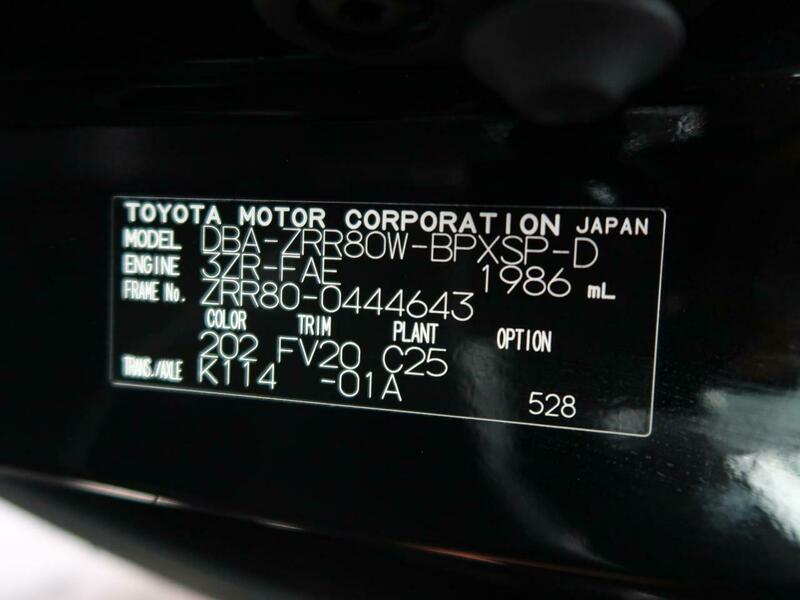 TOYOTA MOTOR CORPORATION JAPAN
MODEL DBA-ZRR80W-BPXSP-D
ENGINE 3ZR-FAE 1986 mL
FRAME No. ZRR80-0444643
COLOR TRIM PLANT OPTION
202 FV20 C25
TRANS./AXLE K114 -01A
528